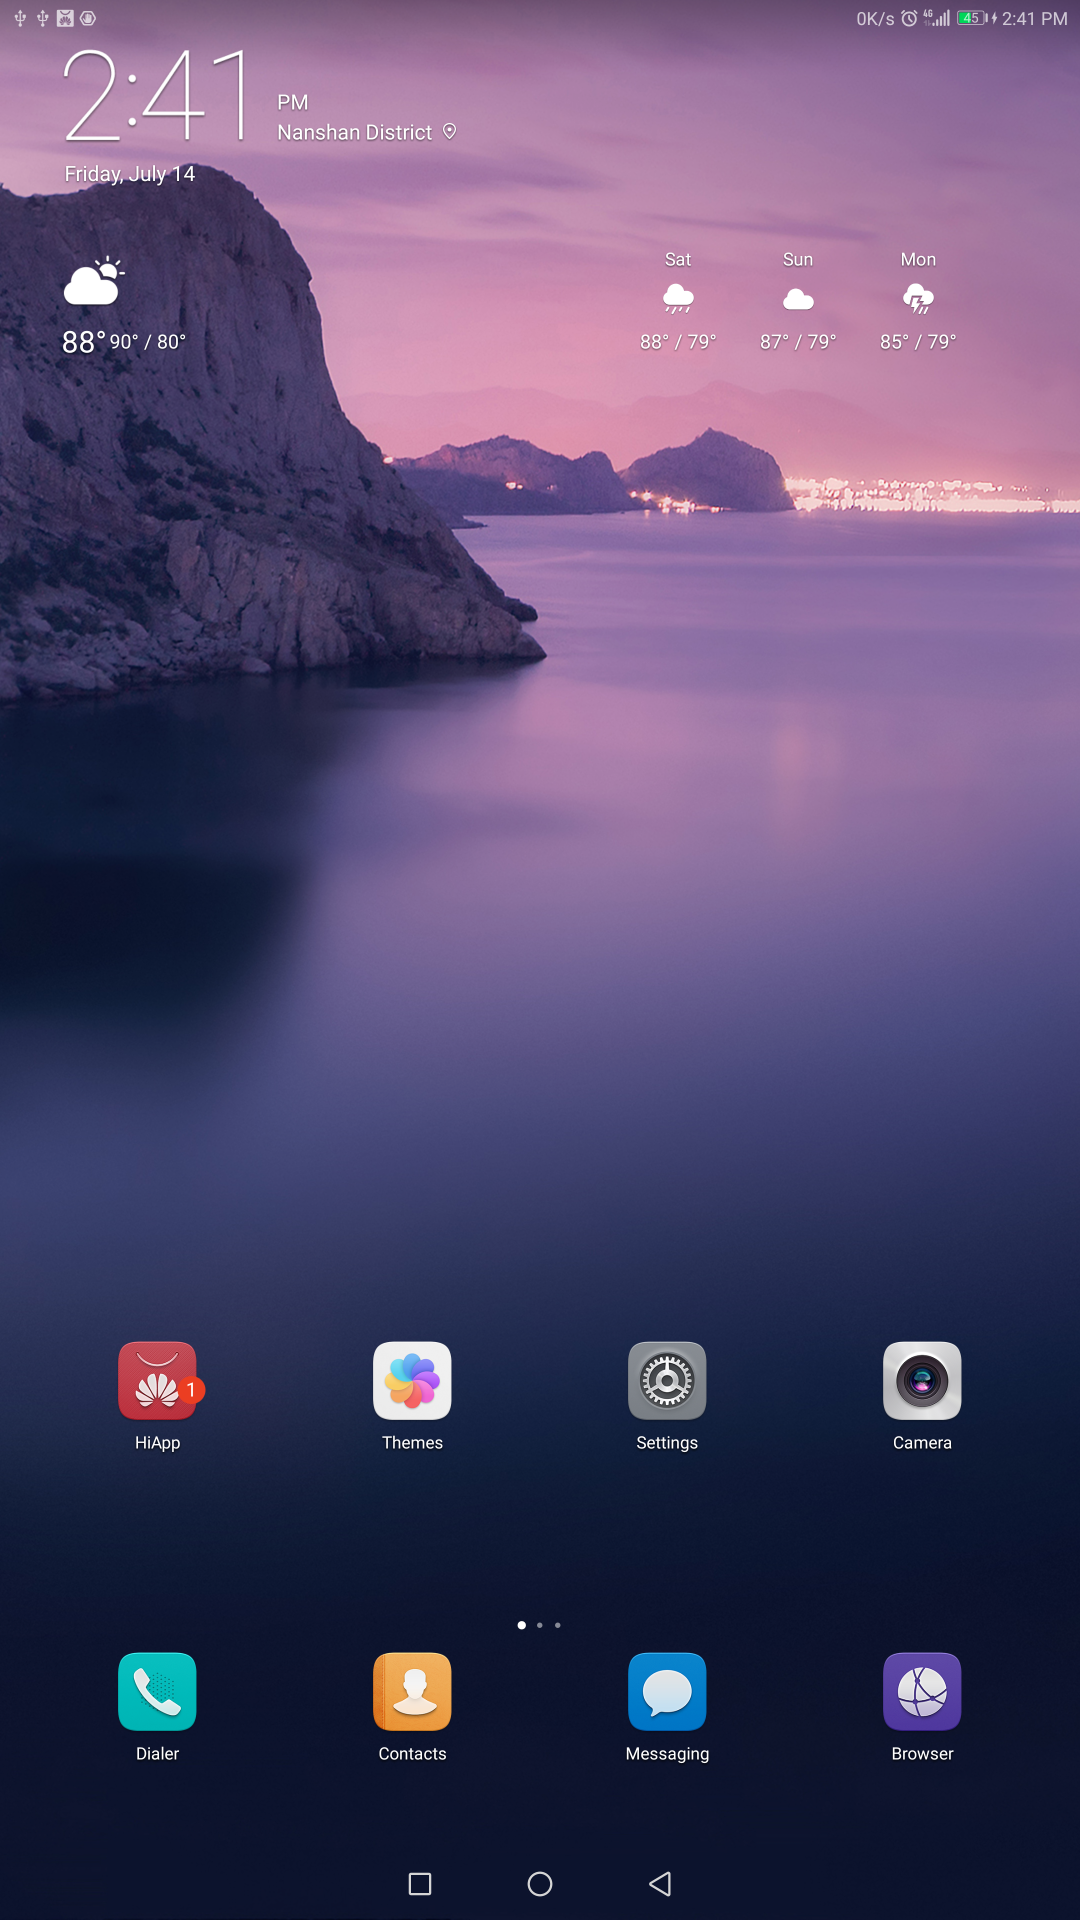 0K/s 4G 45 2:41 PM
2:41 PM
Nanshan District
Friday, July 14
Sat Sun Mon
88° 90° / 80° 88° / 79° 87° / 79° 85° / 79°
1
HiApp Themes Settings Camera
Dialer Contacts Messaging Browser